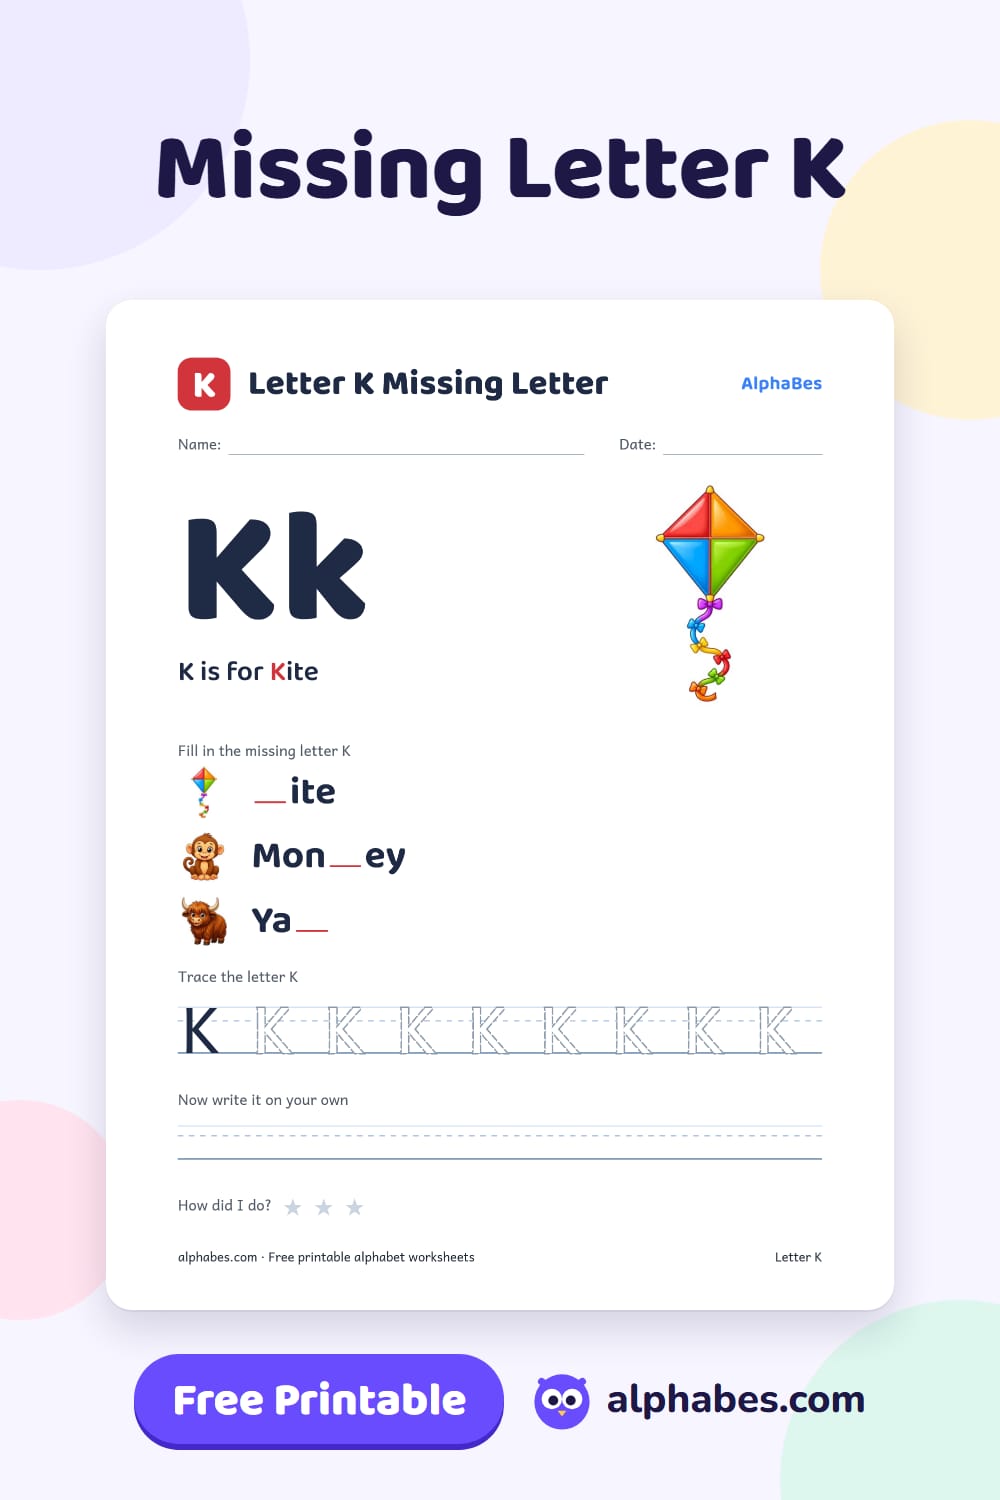 Missing Letter K
K Letter K Missing Letter AlphaBes
Name: Date:
Kk
K is for Kite
Fill in the missing letter K
__ite
Mon__ey
Ya__
Trace the letter K
K K K K K K K K K
Now write it on your own
How did I do?
alphabes.com · Free printable alphabet worksheets Letter K
Free Printable alphabes.com